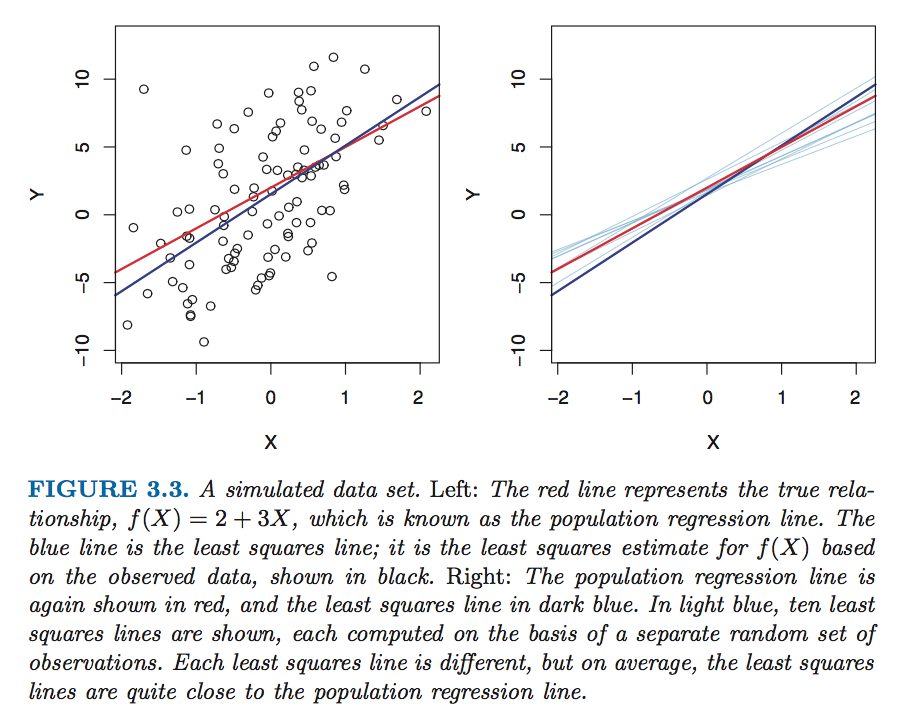 10
5
0
−5
−10
Y
−2
−1
0
1
2
X
10
5
0
−5
−10
Y
−2
−1
0
1
2
X
FIGURE 3.3. A simulated data set. Left: The red line represents the true rela-
tionship, f(X) = 2 + 3X, which is known as the population regression line. The
blue line is the least squares line; it is the least squares estimate for f(X) based
on the observed data, shown in black. Right: The population regression line is
again shown in red, and the least squares line in dark blue. In light blue, ten least
squares lines are shown, each computed on the basis of a separate random set of
observations. Each least squares line is different, but on average, the least squares
lines are quite close to the population regression line.